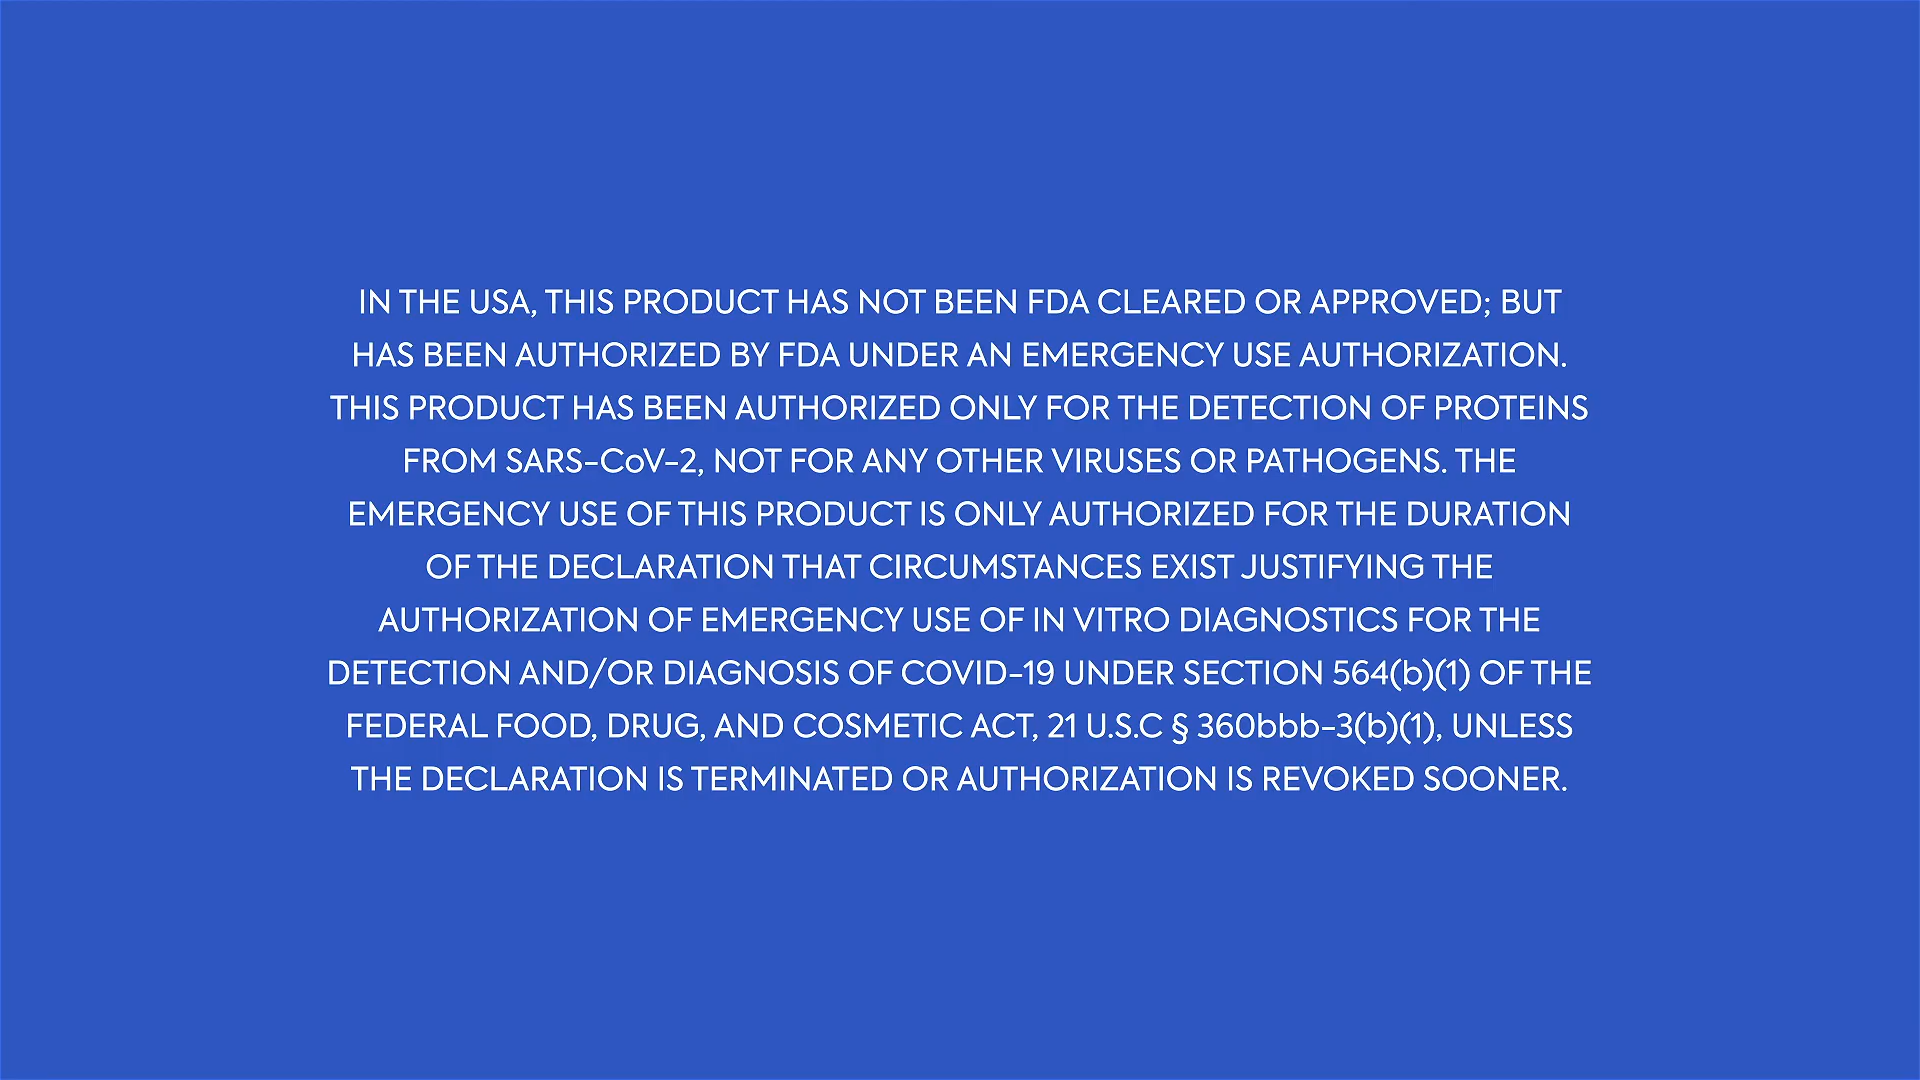 IN THE USA, THIS PRODUCT HAS NOT BEEN FDA CLEARED OR APPROVED; BUT
HAS BEEN AUTHORIZED BY FDA UNDER AN EMERGENCY USE AUTHORIZATION.
THIS PRODUCT HAS BEEN AUTHORIZED ONLY FOR THE DETECTION OF PROTEINS
FROM SARS-CoV-2, NOT FOR ANY OTHER VIRUSES OR PATHOGENS. THE
EMERGENCY USE OF THIS PRODUCT IS ONLY AUTHORIZED FOR THE DURATION
OF THE DECLARATION THAT CIRCUMSTANCES EXIST JUSTIFYING THE
AUTHORIZATION OF EMERGENCY USE OF IN VITRO DIAGNOSTICS FOR THE
DETECTION AND/OR DIAGNOSIS OF COVID-19 UNDER SECTION 564(b)(1) OF THE
FEDERAL FOOD, DRUG, AND COSMETIC ACT, 21 U.S.C § 360bbb-3(b)(1), UNLESS
THE DECLARATION IS TERMINATED OR AUTHORIZATION IS REVOKED SOONER.